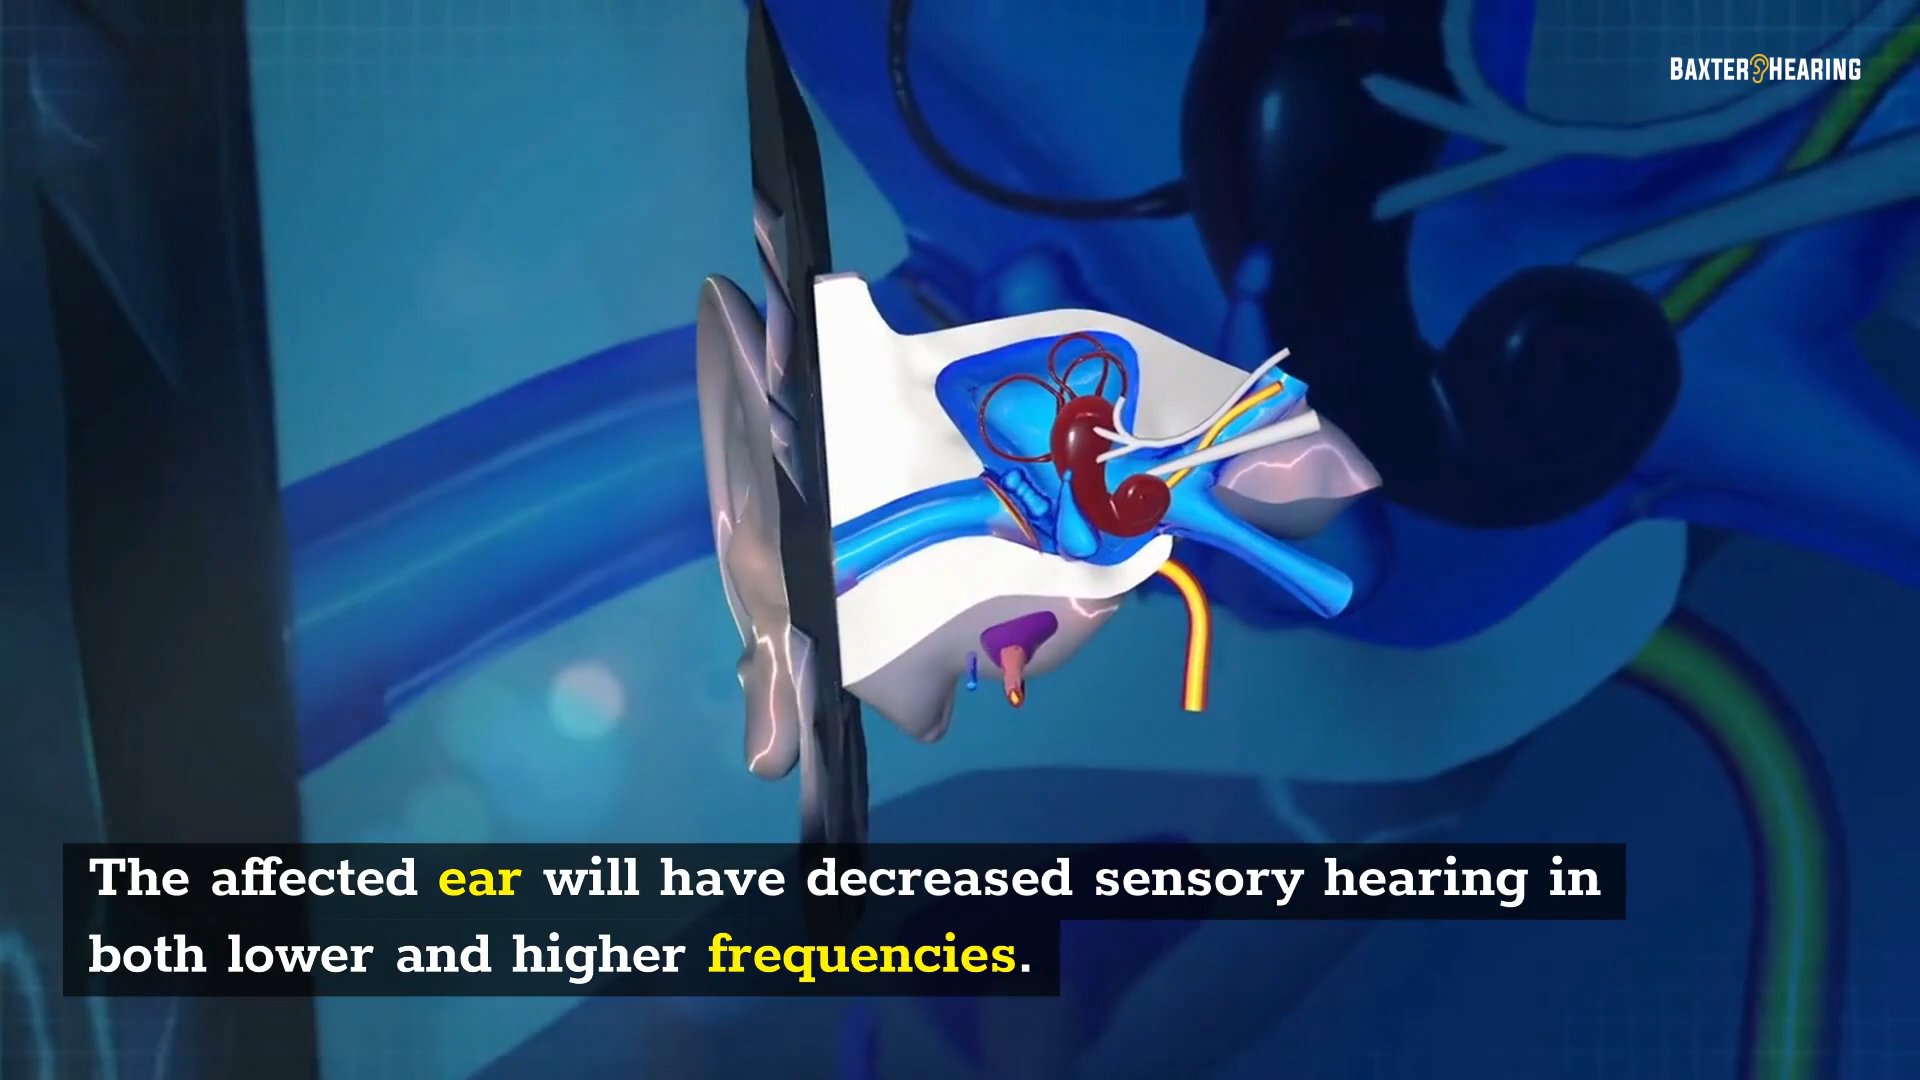 BAXTER HEARING
The affected ear will have decreased sensory hearing in
both lower and higher frequencies.